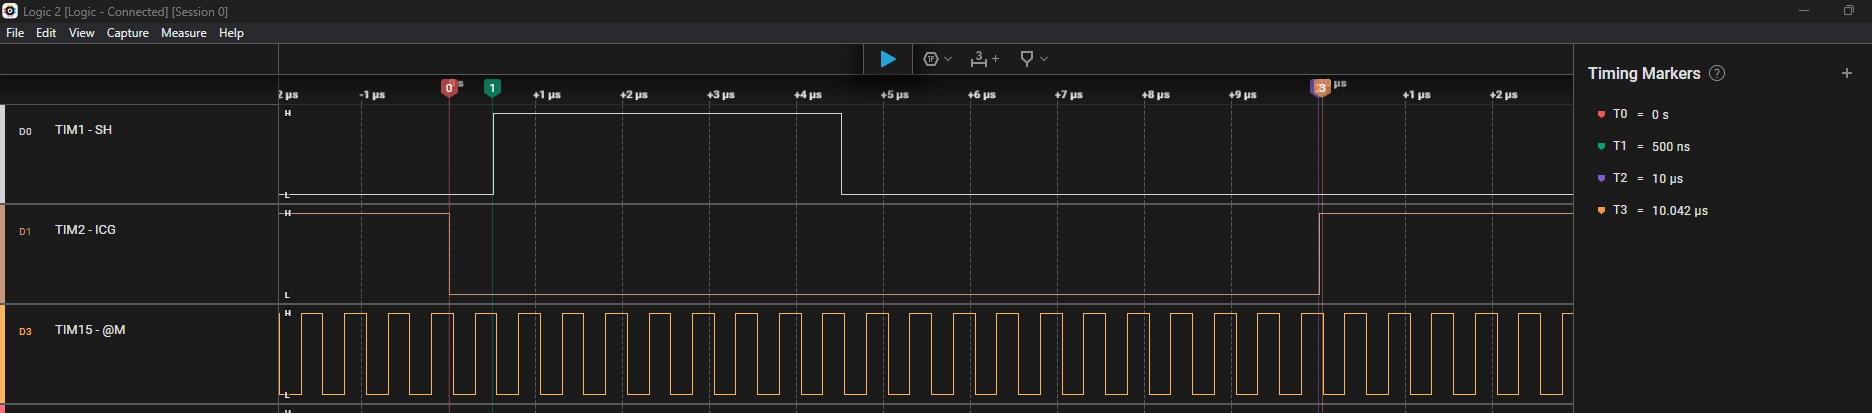 Logic 2 [Logic - Connected] [Session 0]
File Edit View Capture Measure Help
1F 3 +
Timing Markers ? +
2 µs -1 µs 0 s 1 +1 µs +2 µs +3 µs +4 µs +5 µs +6 µs +7 µs +8 µs +9 µs 3 µs +1 µs +2 µs
T0 = 0 s
T1 = 500 ns
T2 = 10 µs
T3 = 10.042 µs
D0 TIM1 - SH
H
L
D1 TIM2 - ICG
H
L
D3 TIM15 - @M
H
L
H